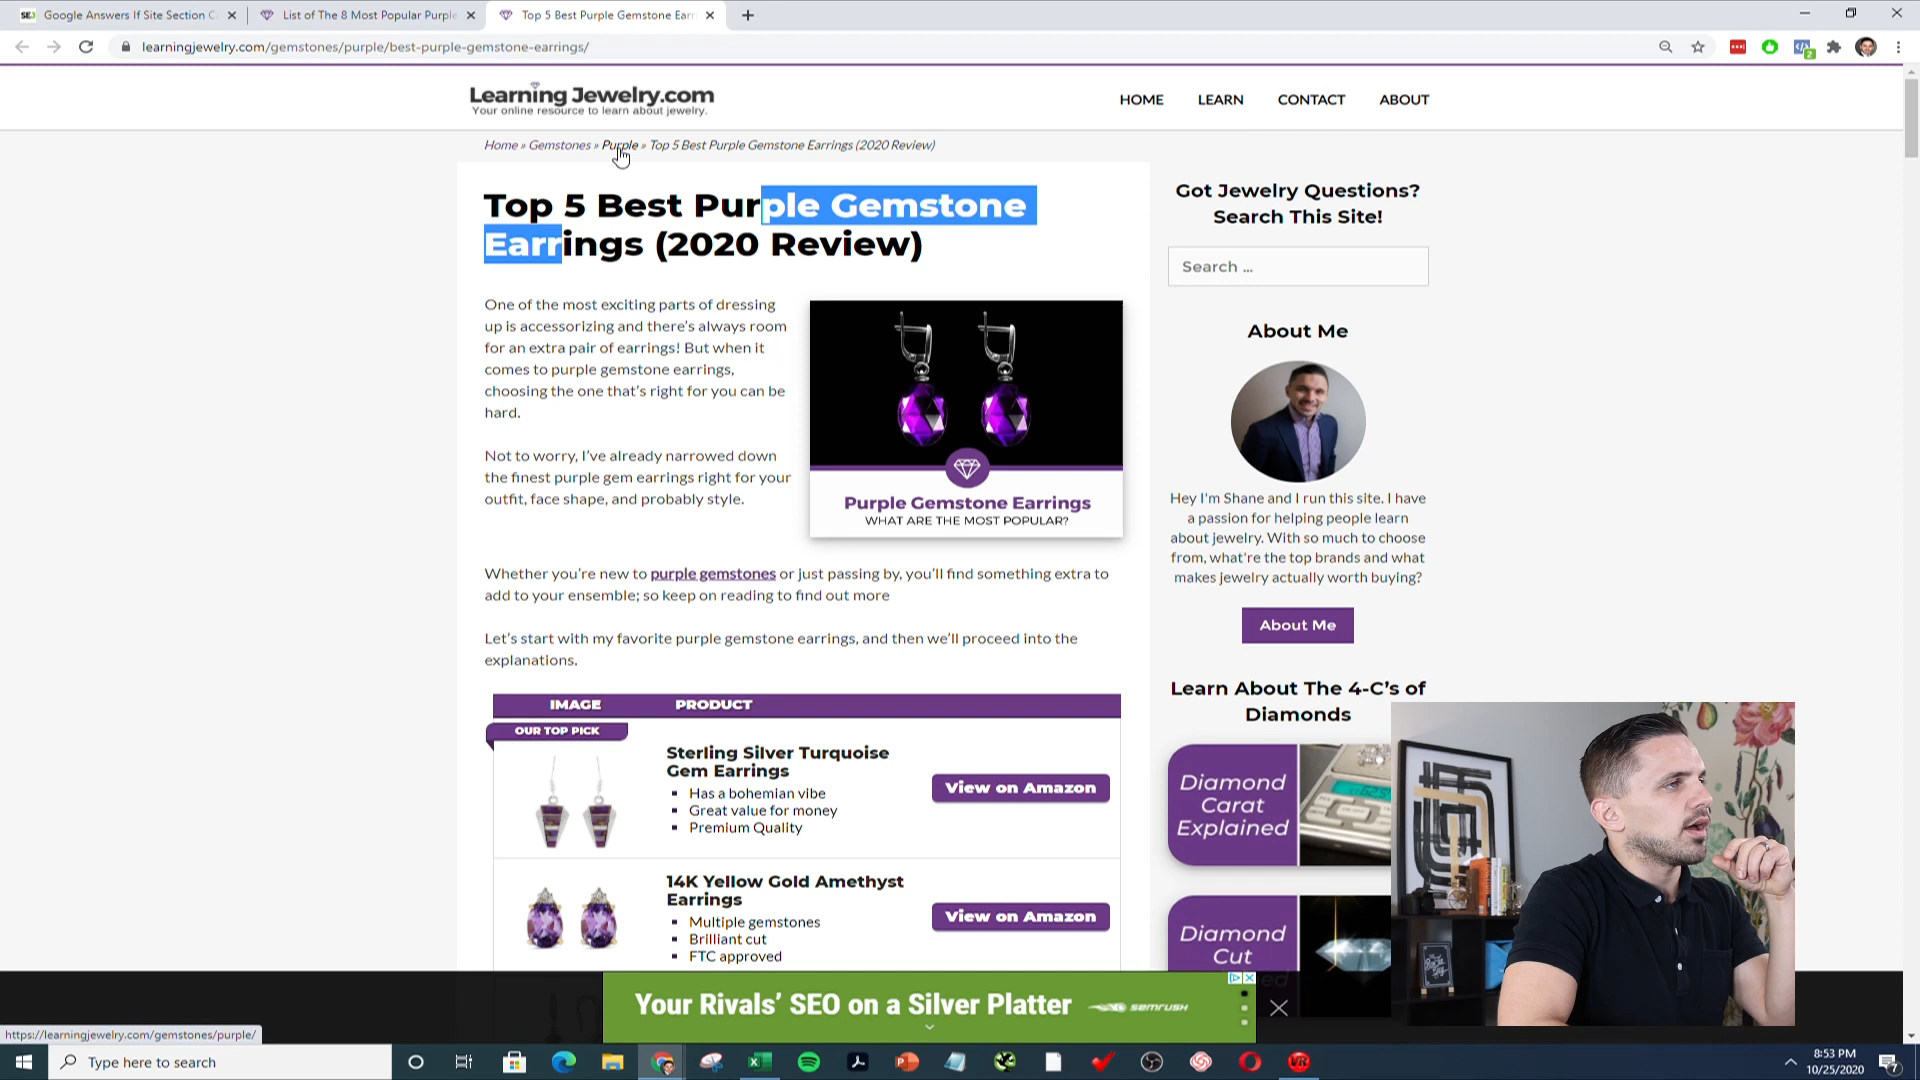 Google Answers If Site Section C
List of The 8 Most Popular Purple
Top 5 Best Purple Gemstone Earr
learningjewelry.com/gemstones/purple/best-purple-gemstone-earrings/
2
Learning Jewelry.com
Your online resource to learn about jewelry.
HOME LEARN CONTACT ABOUT
Home » Gemstones » Purple » Top 5 Best Purple Gemstone Earrings (2020 Review)
Top 5 Best Purple Gemstone
Earrings (2020 Review)
One of the most exciting parts of dressing
up is accessorizing and there's always room
for an extra pair of earrings! But when it
comes to purple gemstone earrings,
choosing the one that's right for you can be
hard.
Not to worry, I've already narrowed down
the finest purple gem earrings right for your
outfit, face shape, and probably style.
Purple Gemstone Earrings
WHAT ARE THE MOST POPULAR?
Whether you're new to purple gemstones or just passing by, you'll find something extra to
add to your ensemble; so keep on reading to find out more
Let's start with my favorite purple gemstone earrings, and then we'll proceed into the
explanations.
IMAGE PRODUCT
OUR TOP PICK
Sterling Silver Turquoise
Gem Earrings
Has a bohemian vibe
Great value for money
Premium Quality
View on Amazon
14K Yellow Gold Amethyst
Earrings
Multiple gemstones
Brilliant cut
FTC approved
View on Amazon
Got Jewelry Questions?
Search This Site!
Search ...
About Me
Hey I'm Shane and I run this site. I have
a passion for helping people learn
about jewelry. With so much to choose
from, what're the top brands and what
makes jewelry actually worth buying?
About Me
Learn About The 4-C's of
Diamonds
Diamond
Carat
Explained
Diamond
Cut
Your Rivals' SEO on a Silver Platter
SEMRUSH
https://learningjewelry.com/gemstones/purple/
Type here to search
8:53 PM
10/25/2020
7